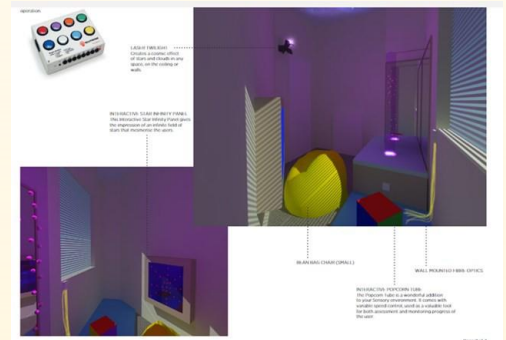 LASER TWILIGHT
Creates a cosmic effect
of stars and clouds in any
space, on the ceiling or
walls.
INTERACTIVE STAR INFINITY PANEL
This Interactive Star Infinity Panel gives
the impression of an infinite field of
stars that mesmerise the users
BEAN BAG CHAIR (SMALL)
WALL MOUNTED FIBRE OPTICS
INTERACTIVE POPCORN TUBE
The Popcorn Tube is a wonderful addition
to your Sensory environment. It comes with
variable speed control, used as a valuable tool
for both assessment and monitoring progress of
the user